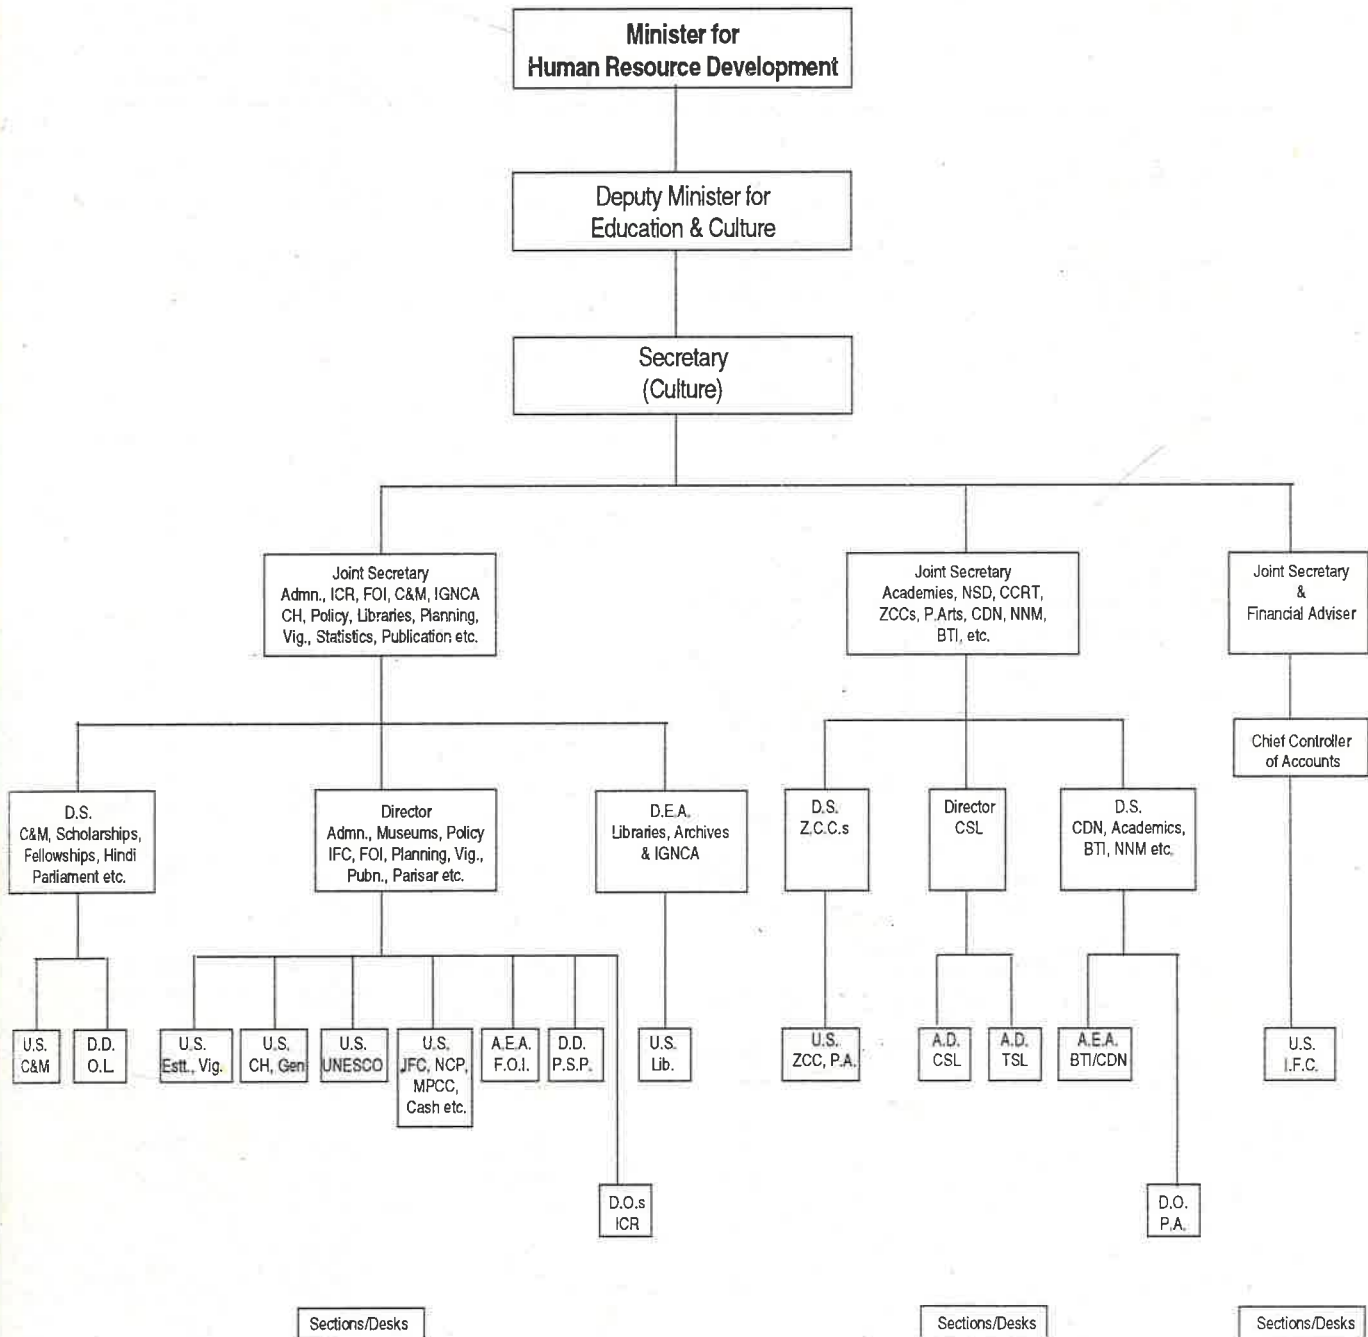 Minister for
Human Resource Development
Deputy Minister for
Education & Culture
Secretary
(Culture)
Joint Secretary
Admn., ICR, FOI, C&M, IGNCA
CH, Policy, Libraries, Planning,
Vig., Statistics, Publication etc.
Joint Secretary
Academies, NSD, CCRT,
ZCCs, P.Arts, CDN, NNM,
BTI, etc.
Joint Secretary
&
Financial Adviser
Chief Controller
of Accounts
D.S.
C&M, Scholarships,
Fellowships, Hindi
Parliament etc.
Director
Admn., Museums, Policy
IFC, FOI, Planning, Vig.,
Pubn., Parisar etc.
D.E.A.
Libraries, Archives
& IGNCA
D.S.
Z.C.C.s
Director
CSL
D.S.
CDN, Academics,
BTI, NNM etc.
U.S.
C&M
D.D.
O.L.
U.S.
Estt., Vig.
U.S.
CH, Gen
U.S.
UNESCO
U.S.
JFC, NCP,
MPCC,
Cash etc.
A.E.A.
F.O.I.
D.D.
P.S.P.
U.S.
Lib.
U.S.
ZCC, P.A.
A.D.
CSL
A.D.
TSL
A.E.A.
BTI/CDN
U.S.
I.F.C.
D.O.s
ICR
D.O.
P.A.
Sections/Desks
Sections/Desks
Sections/Desks